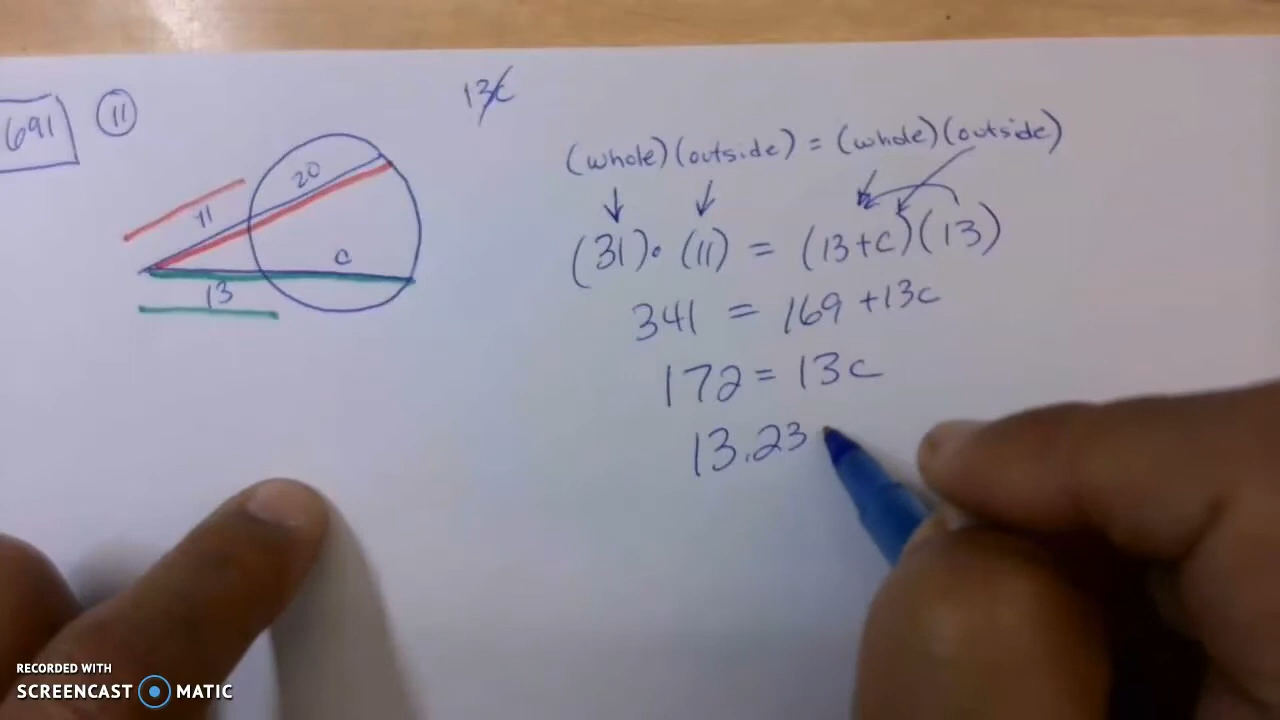 691 11
13c
20
11
c
13
(whole)(outside) = (whole)(outside)
(31)·(11) = (13+c)(13)
341 = 169 +13c
172 = 13c
13.23
RECORDED WITH
SCREENCAST MATIC